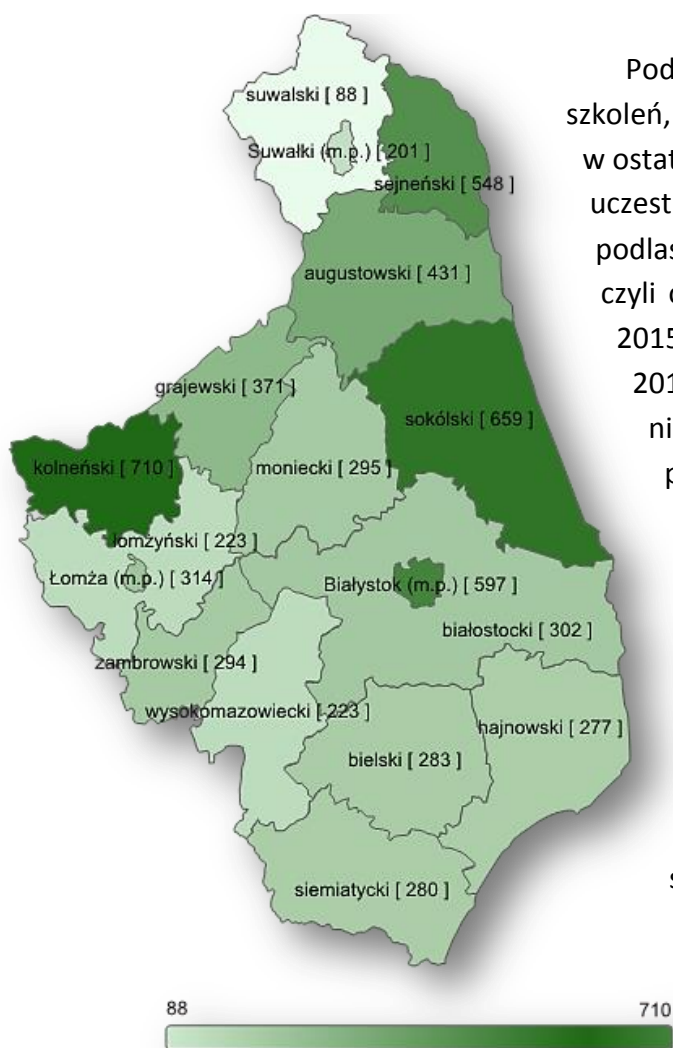 Pod
szkoleń,
w ostat
uczest
podlas
czyli
2015
201
ni
p
s
suwalski [ 88 ]
Suwałki (m.p.) [ 201 ]
sejneński [ 548 ]
augustowski [ 431 ]
grajewski [ 371 ]
sokólski [ 659 ]
kolneński [ 710 ]
moniecki [ 295 ]
łomżyński [ 223 ]
Łomża (m.p.) [ 314 ]
Białystok (m.p.) [ 597 ]
białostocki [ 302 ]
zambrowski [ 294 ]
wysokomazowiecki [ 223 ]
hajnowski [ 277 ]
bielski [ 283 ]
siemiatycki [ 280 ]
88
710